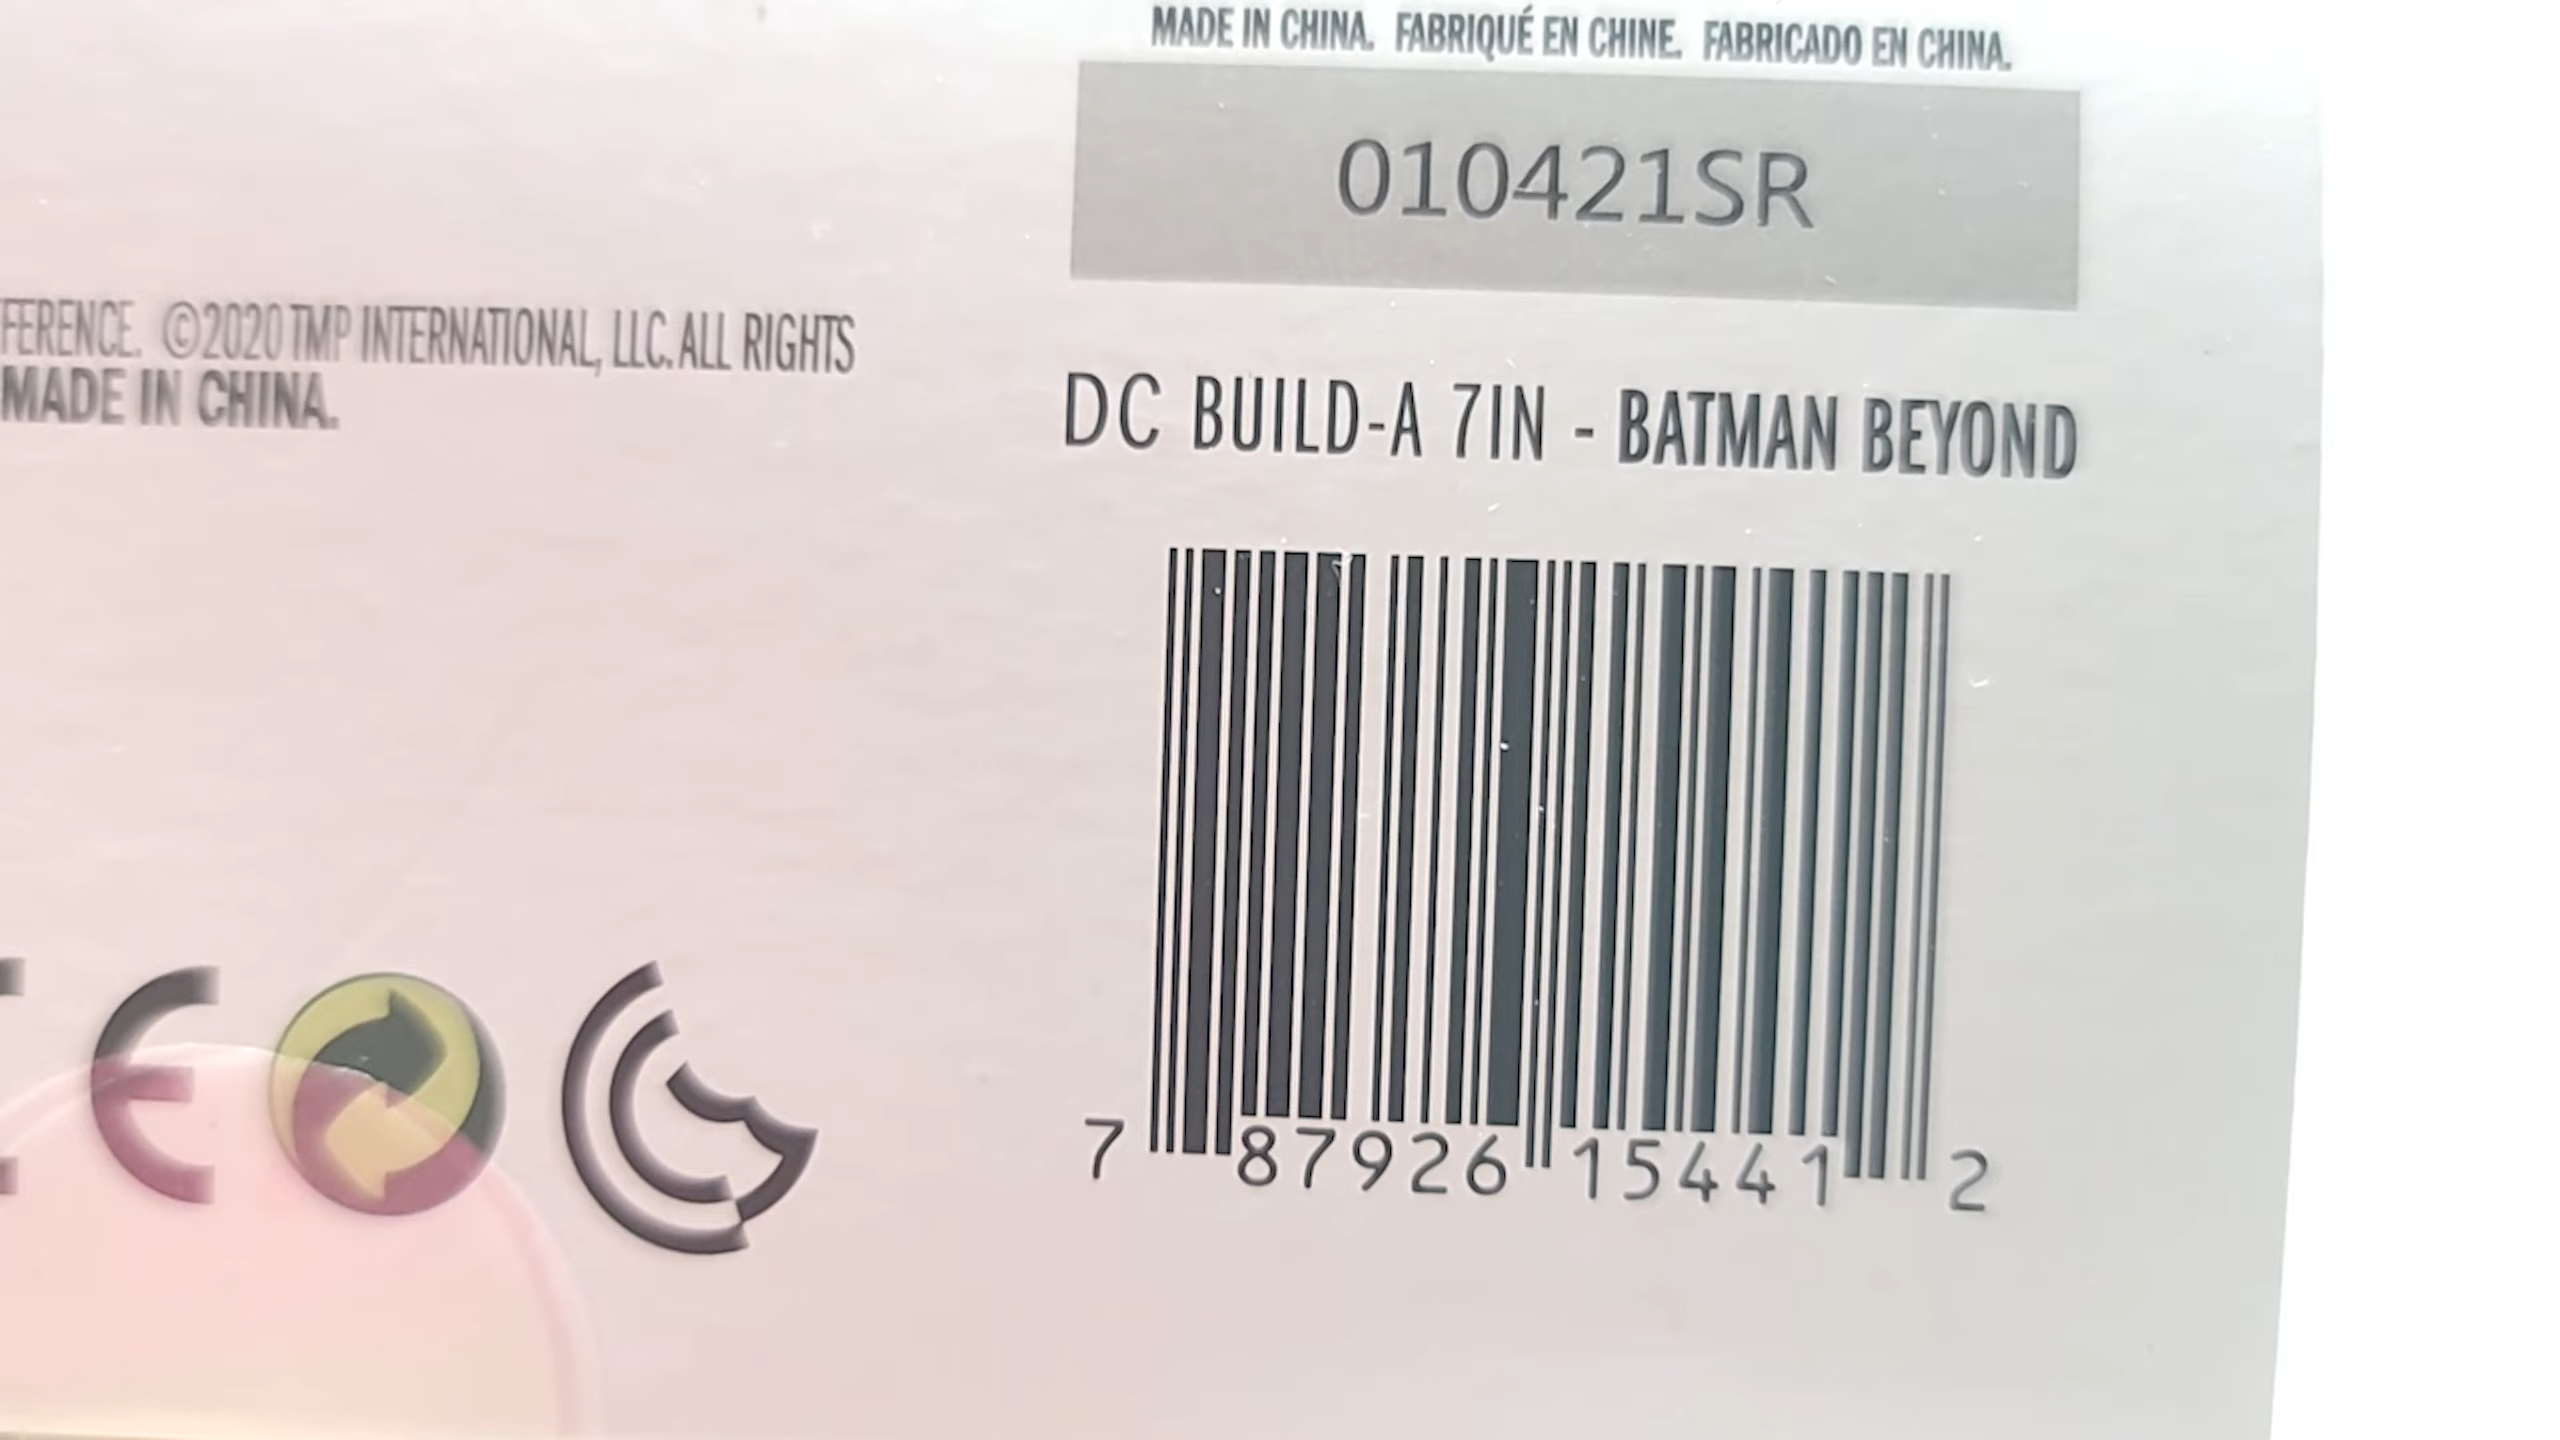 MADE IN CHINA. FABRIQUÉ EN CHINE. FABRICADO EN CHINA.
010421SR
FERENCE. ©2020 TMP INTERNATIONAL, LLC. ALL RIGHTS
MADE IN CHINA.
DC BUILD-A 7IN - BATMAN BEYOND
CE
7 87926 15441 2